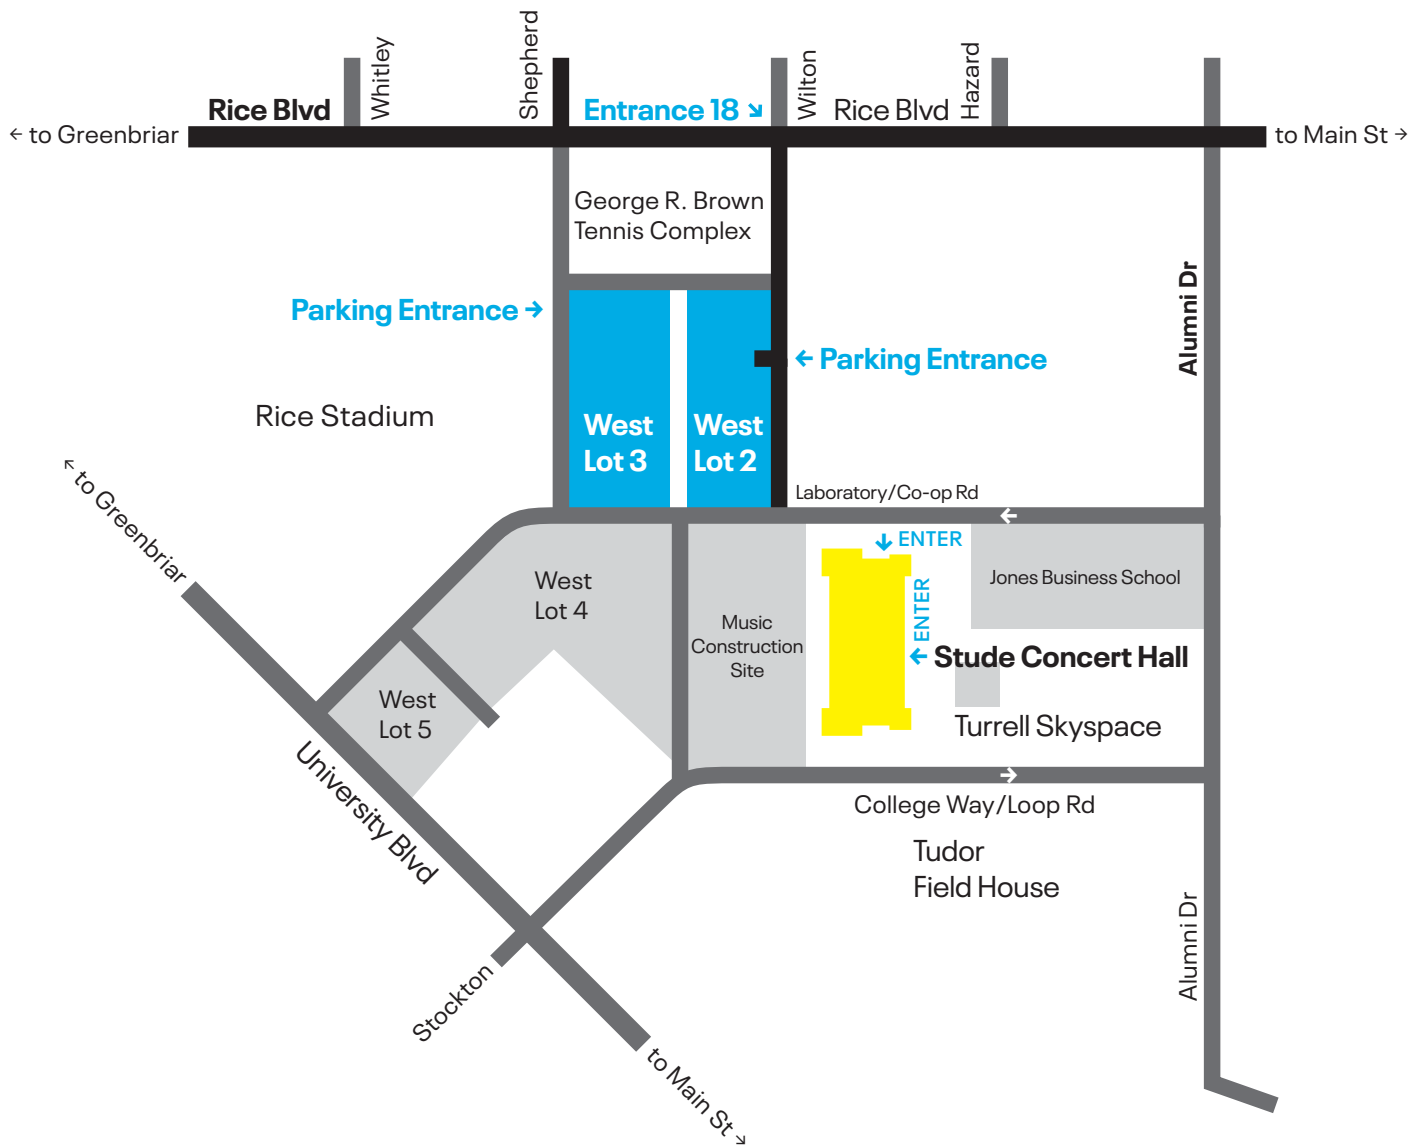 Whitley
Shepherd
Wilton
Hazard
Rice Blvd
Entrance 18 ↘
Rice Blvd
← to Greenbriar
to Main St →
George R. Brown
Tennis Complex
Alumni Dr
Parking Entrance →
← Parking Entrance
Rice Stadium
West
Lot 3
West
Lot 2
← to Greenbriar
Laboratory/Co-op Rd
←
↓ ENTER
ENTER
←
Jones Business School
West
Lot 4
Music
Construction
Site
Stude Concert Hall
West
Lot 5
Turrell Skyspace
University Blvd
→
College Way/Loop Rd
Tudor
Field House
Alumni Dr
Stockton
to Main St →